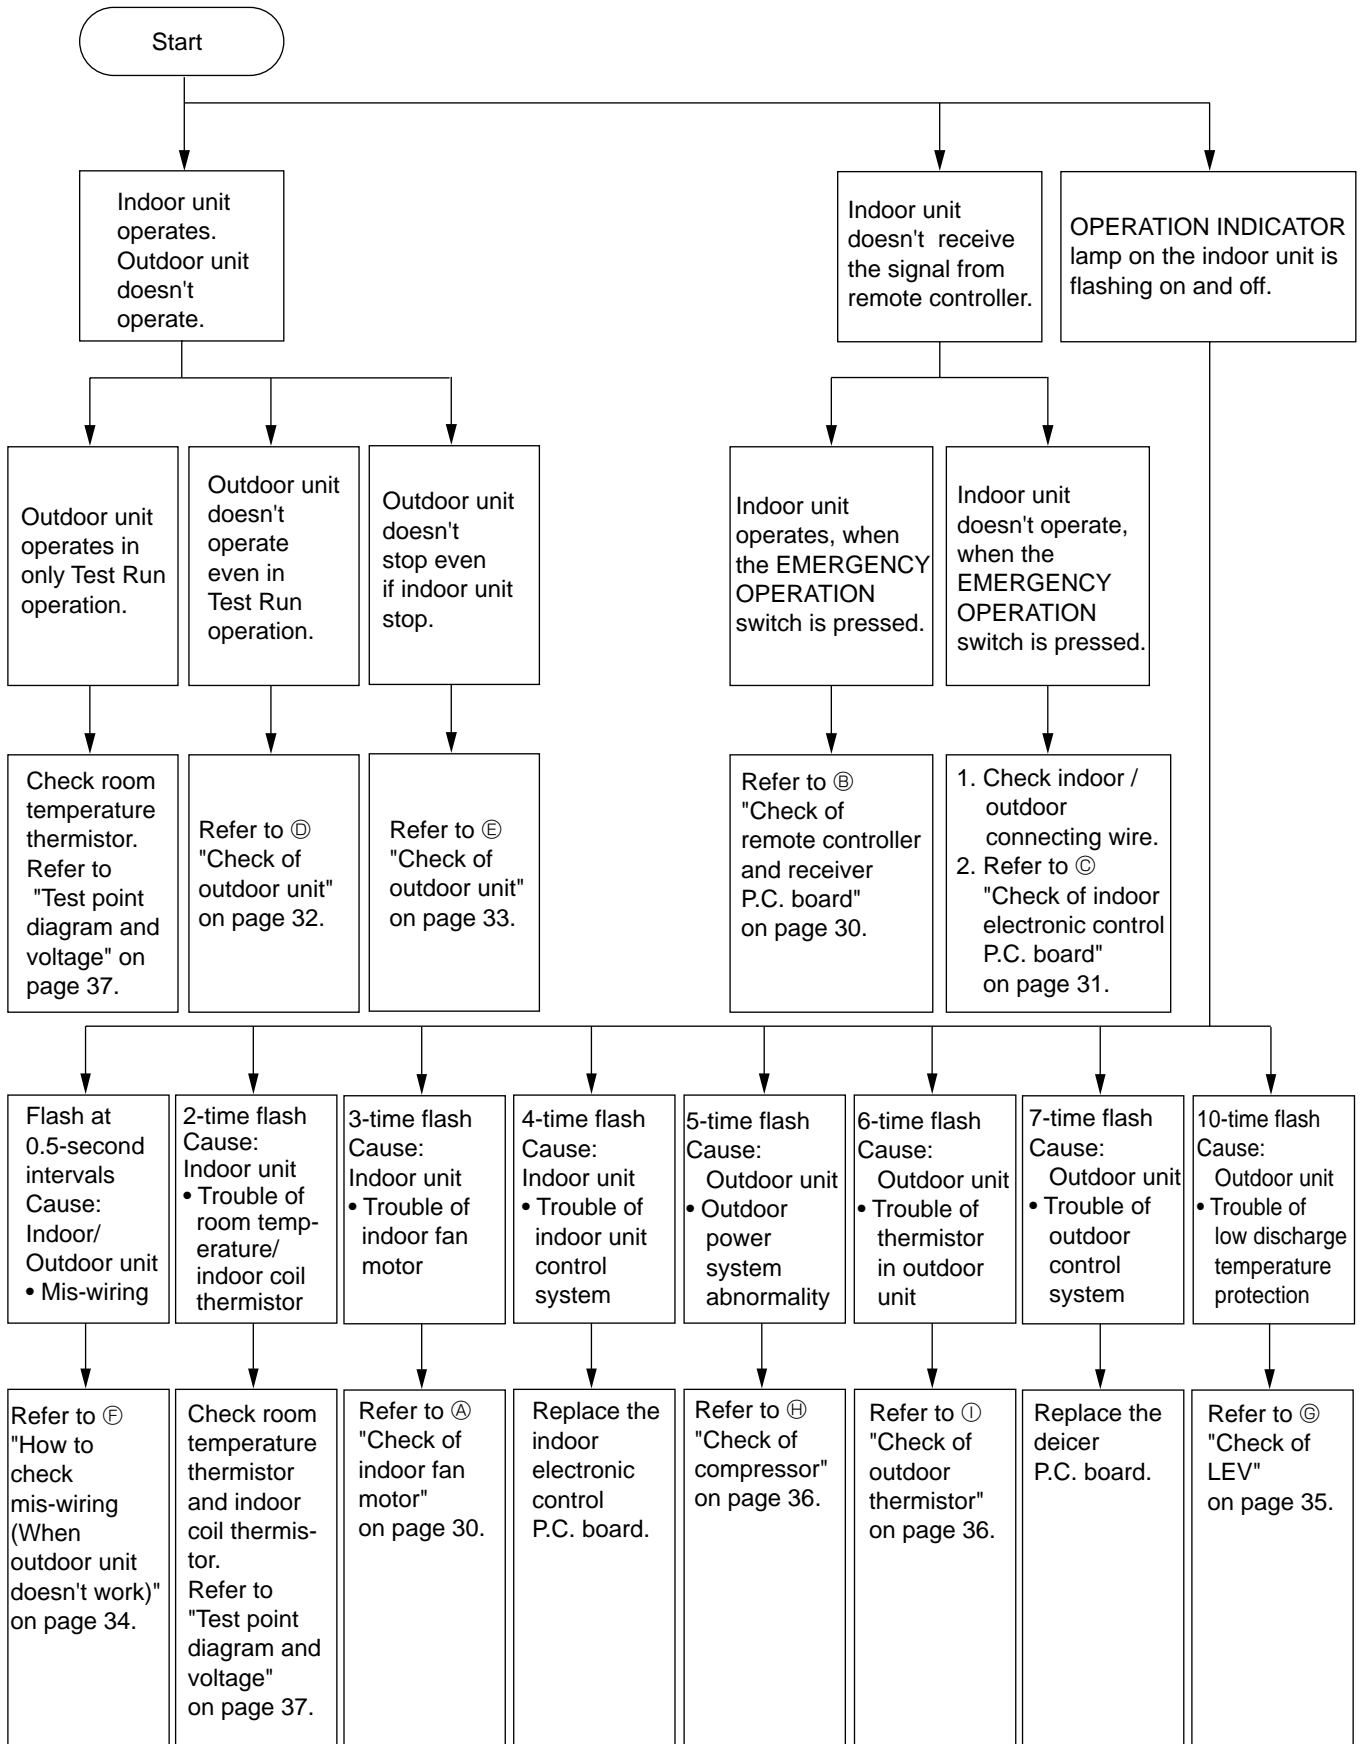 Start
Indoor unit
operates.
Outdoor unit
doesn't
operate.
Indoor unit
doesn't receive
the signal from
remote controller.
OPERATION INDICATOR
lamp on the indoor unit is
flashing on and off.
Outdoor unit
operates in
only Test Run
operation.
Outdoor unit
doesn't
operate
even in
Test Run
operation.
Outdoor unit
doesn't
stop even
if indoor unit
stop.
Indoor unit
operates, when
the EMERGENCY
OPERATION
switch is pressed.
Indoor unit
doesn't operate,
when the
EMERGENCY
OPERATION
switch is pressed.
Check room
temperature
thermistor.
Refer to
"Test point
diagram and
voltage" on
page 37.
Refer to Ⓓ
"Check of
outdoor unit"
on page 32.
Refer to Ⓔ
"Check of
outdoor unit"
on page 33.
Refer to Ⓑ
"Check of
remote controller
and receiver
P.C. board"
on page 30.
1. Check indoor /
outdoor
connecting wire.
2. Refer to Ⓒ
"Check of indoor
electronic control
P.C. board"
on page 31.
Flash at
0.5-second
intervals
Cause:
Indoor/
Outdoor unit
• Mis-wiring
2-time flash
Cause:
Indoor unit
• Trouble of
room temp-
erature/
indoor coil
thermistor
3-time flash
Cause:
Indoor unit
• Trouble of
indoor fan
motor
4-time flash
Cause:
Indoor unit
• Trouble of
indoor unit
control
system
5-time flash
Cause:
Outdoor unit
• Outdoor
power
system
abnormality
6-time flash
Cause:
Outdoor unit
• Trouble of
thermistor
in outdoor
unit
7-time flash
Cause:
Outdoor unit
• Trouble of
outdoor
control
system
10-time flash
Cause:
Outdoor unit
• Trouble of
low discharge
temperature
protection
Refer to Ⓕ
"How to
check
mis-wiring
(When
outdoor unit
doesn't work)"
on page 34.
Check room
temperature
thermistor
and indoor
coil thermis-
tor.
Refer to
"Test point
diagram and
voltage"
on page 37.
Refer to Ⓐ
"Check of
indoor fan
motor"
on page 30.
Replace the
indoor
electronic
control
P.C. board.
Refer to Ⓗ
"Check of
compressor"
on page 36.
Refer to Ⓘ
"Check of
outdoor
thermistor"
on page 36.
Replace the
deicer
P.C. board.
Refer to Ⓖ
"Check of
LEV"
on page 35.